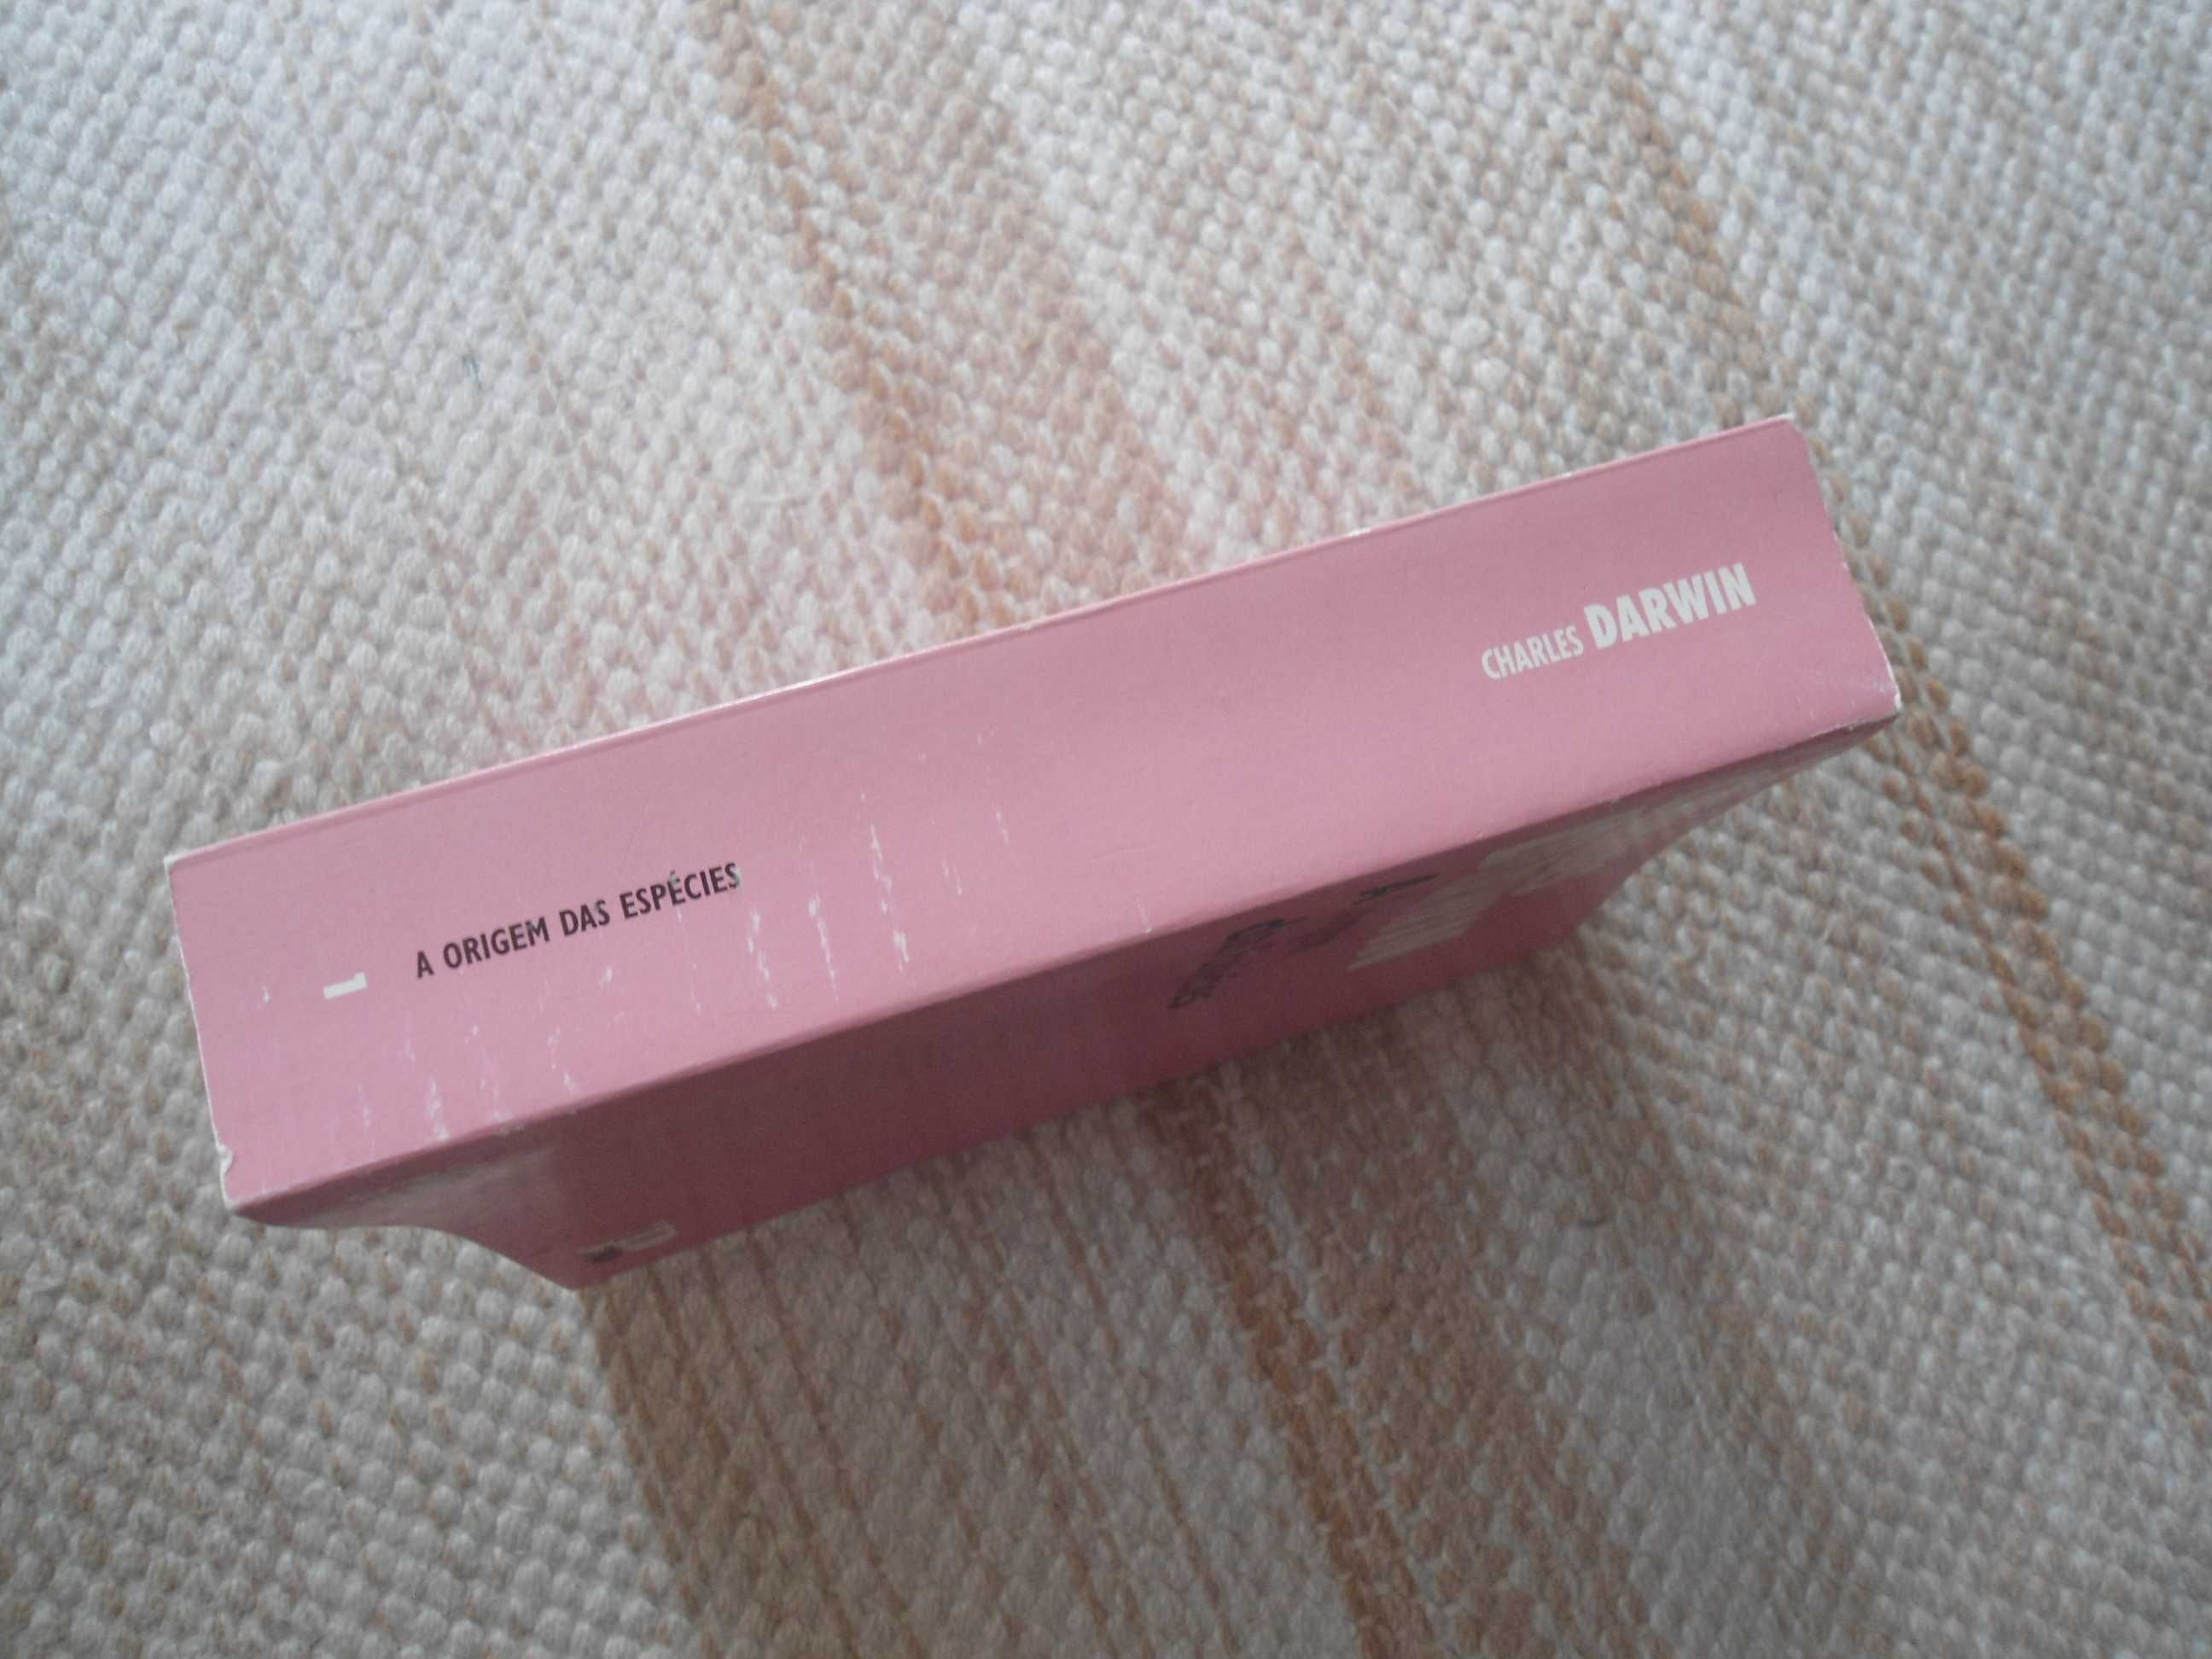 1 A ORIGEM DAS ESPÉCIES
CHARLES DARWIN